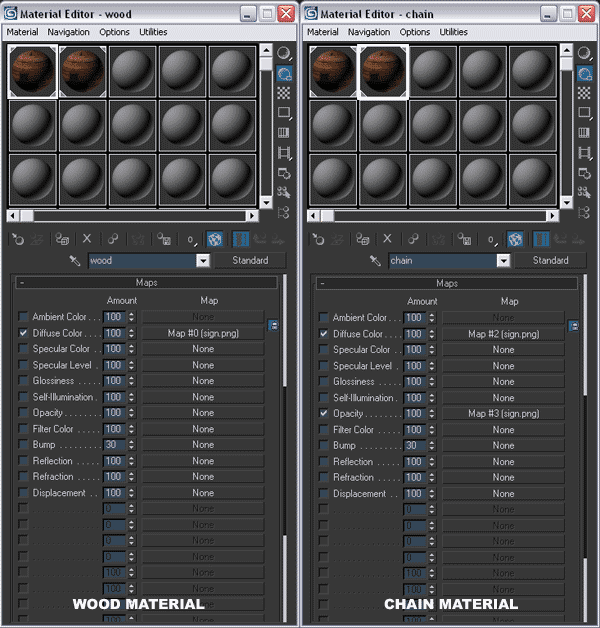 Material Editor - wood
Material Navigation Options Utilities
0
wood Standard
- Maps
Amount Map
Ambient Color . . . 100 None
Diffuse Color . . . . 100 Map #0 (sign.png)
Specular Color . . 100 None
Specular Level . 100 None
Glossiness . . . . . 100 None
Self-Illumination . 100 None
Opacity . . . . . . . 100 None
Filter Color . . . . . 100 None
Bump . . . . . . . . . 30 None
Reflection . . . . . . 100 None
Refraction . . . . . 100 None
Displacement . . 100 None
0 None
0 None
0 None
0 None
100 None
100 None
100 None
WOOD MATERIAL
Material Editor - chain
Material Navigation Options Utilities
0
chain Standard
- Maps
Amount Map
Ambient Color . . . 100 None
Diffuse Color . . . . 100 Map #2 (sign.png)
Specular Color . . 100 None
Specular Level . 100 None
Glossiness . . . . . 100 None
Self-Illumination . 100 None
Opacity . . . . . . . 100 Map #3 (sign.png)
Filter Color . . . . . 100 None
Bump . . . . . . . . . 30 None
Reflection . . . . . . 100 None
Refraction . . . . . 100 None
Displacement . . 100 None
0 None
0 None
0 None
0 None
100 None
100 None
100 None
CHAIN MATERIAL